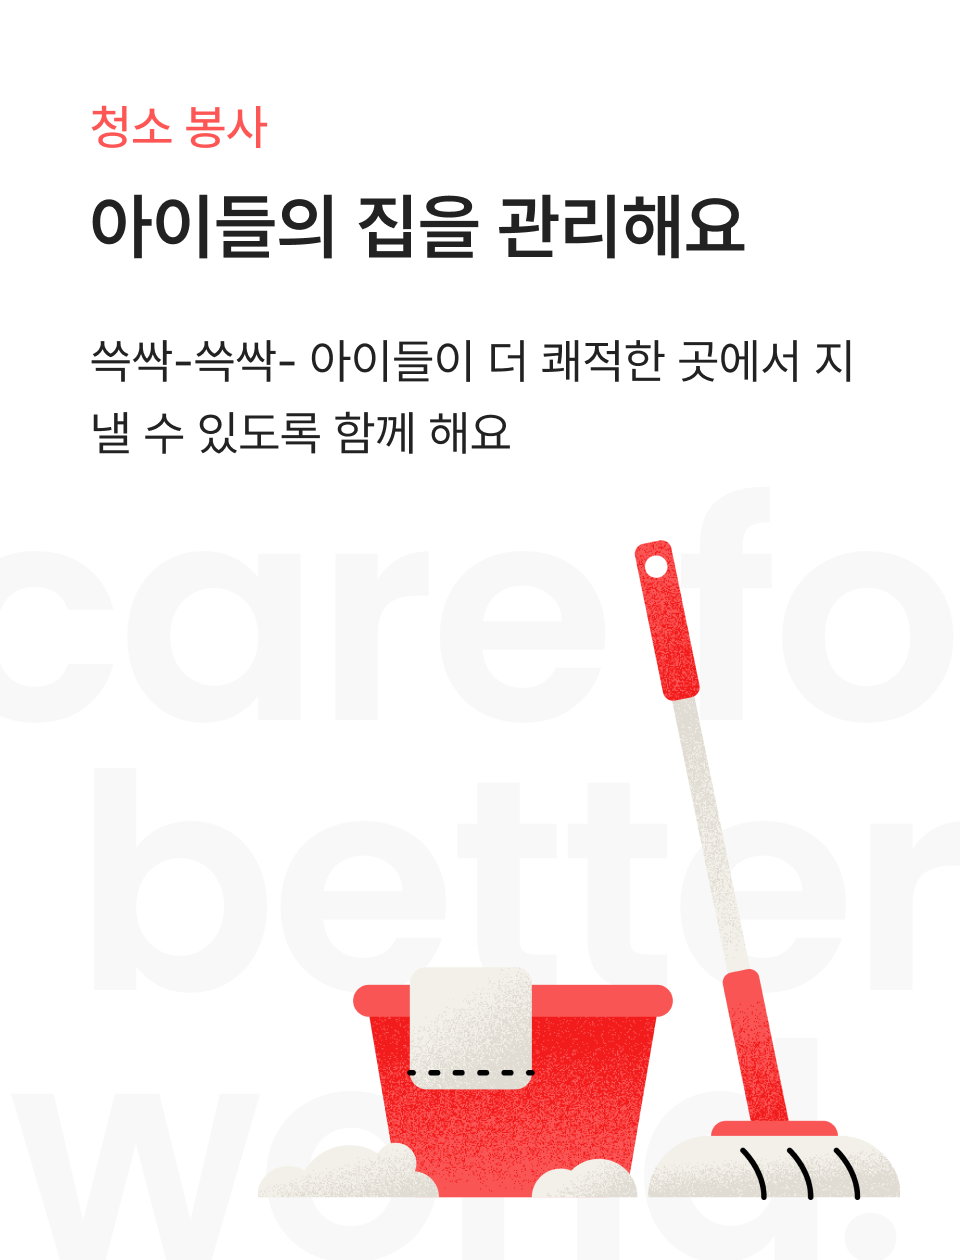 청소 봉사
아이들의 집을 관리해요
쓱싹-쓱싹- 아이들이 더 쾌적한 곳에서 지
낼 수 있도록 함께 해요
care fo
better
world.